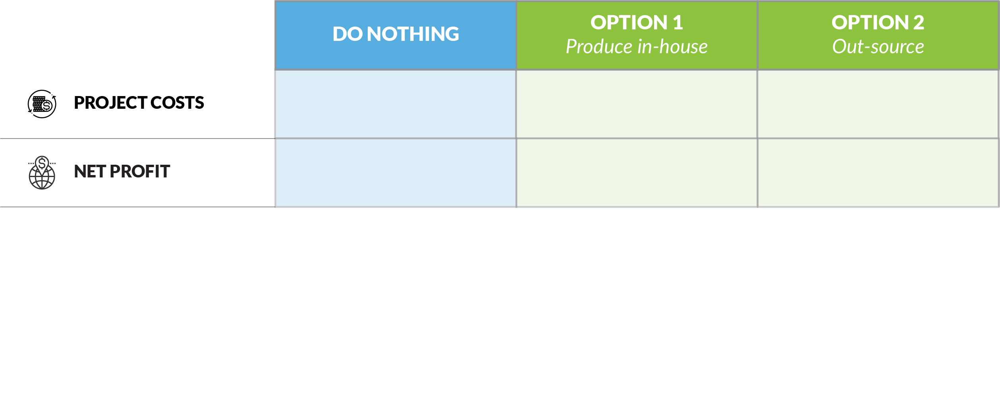 DO NOTHING
OPTION 1
Produce in-house
OPTION 2
Out-source
PROJECT COSTS
NET PROFIT